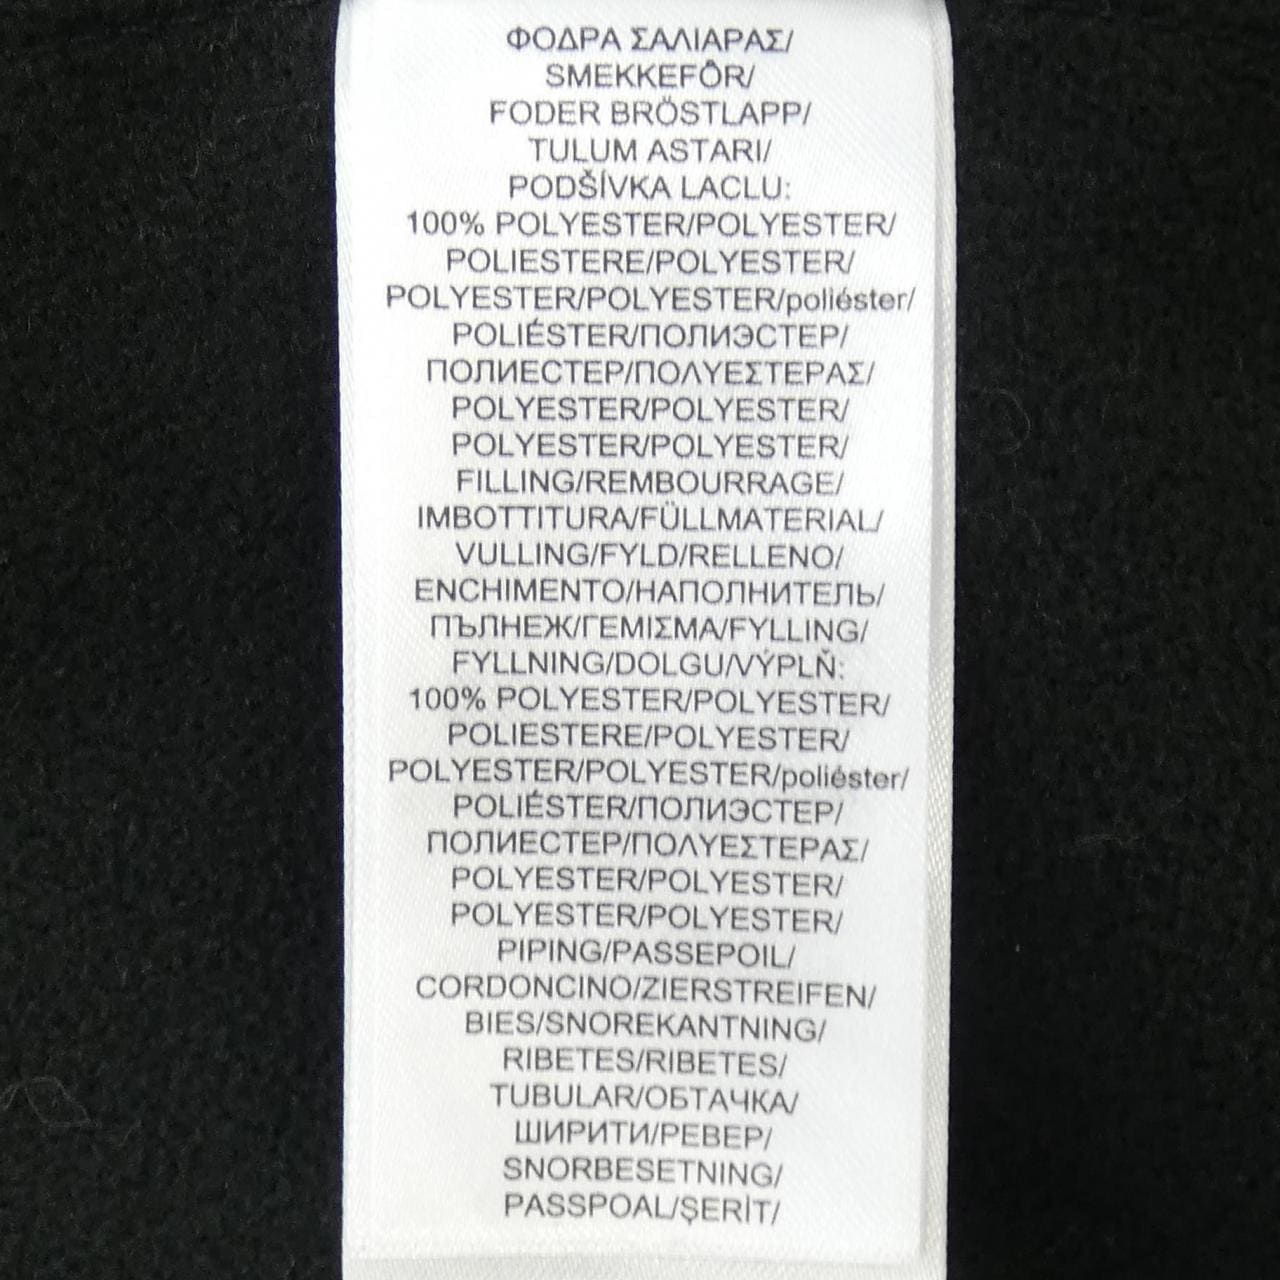 ΦΟΔΡΑ ΣΑΛΙΑΡΑΣ/
SMEKKEFÔR/
FODER BRÖSTLAPP/
TULUM ASTARI/
PODŠÍVKA LACLU:
100% POLYESTER/POLYESTER/
POLIESTERE/POLYESTER/
POLYESTER/POLYESTER/poliéster/
POLIÉSTER/ПОЛИЭСТЕР/
ПОЛИЕСТЕР/ΠΟΛΥΕΣΤΕΡΑΣ/
POLYESTER/POLYESTER/
POLYESTER/POLYESTER/
FILLING/REMBOURRAGE/
IMBOTTITURA/FÜLLMATERIAL/
VULLING/FYLD/RELLENO/
ENCHIMENTO/НАПОЛНИТЕЛЬ/
ПЪЛНЕЖ/ΓΕΜΙΣΜΑ/FYLLING/
FYLLNING/DOLGU/VÝPLŇ:
100% POLYESTER/POLYESTER/
POLIESTERE/POLYESTER/
POLYESTER/POLYESTER/poliéster/
POLIÉSTER/ПОЛИЭСТЕР/
ПОЛИЕСТЕР/ΠΟΛΥΕΣΤΕΡΑΣ/
POLYESTER/POLYESTER/
POLYESTER/POLYESTER/
PIPING/PASSEPOIL/
CORDONCINO/ZIERSTREIFEN/
BIES/SNOREKANTNING/
RIBETES/RIBETES/
TUBULAR/ОБТАЧКА/
ШИРИТИ/ΡΕΒΕΡ/
SNORBESETNING/
PASSPOAL/ŞERİT/